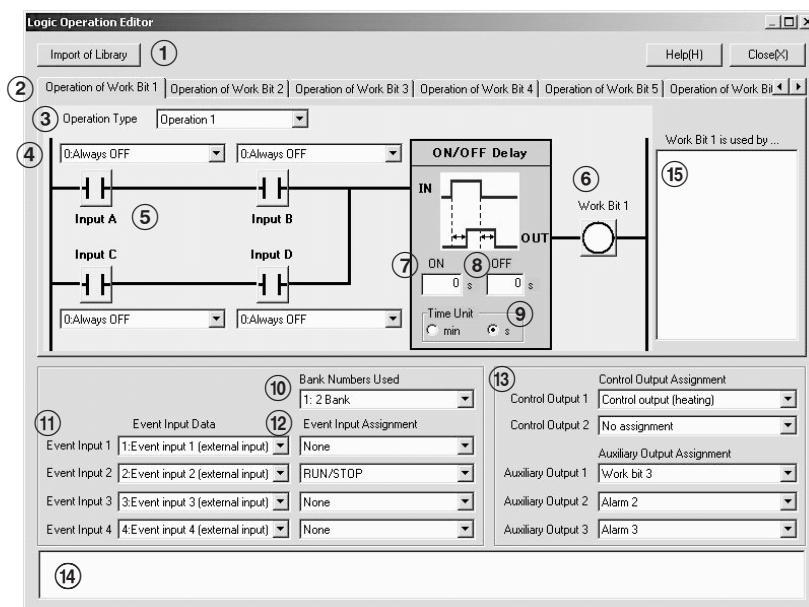 Logic Operation Editor
Import of Library
①
Help(H)
Close(X)
②
Operation of Work Bit 1
Operation of Work Bit 2
Operation of Work Bit 3
Operation of Work Bit 4
Operation of Work Bit 5
Operation of Work Bit
③
Operation Type
Operation 1
Work Bit 1 is used by ...
④
0:Always OFF
0:Always OFF
ON/OFF Delay
⑮
IN
⑥
Work Bit 1
Input A
⑤
Input B
OUT
Input C
Input D
⑦
ON
⑧
OFF
0 s
0 s
0:Always OFF
0:Always OFF
Time Unit
⑨
min
s
⑩
Bank Numbers Used
1: 2 Bank
⑪
Event Input Data
⑫
Event Input Assignment
Event Input 1
1:Event input 1 (external input)
None
Event Input 2
2:Event input 2 (external input)
RUN/STOP
Event Input 3
3:Event input 3 (external input)
None
Event Input 4
4:Event input 4 (external input)
None
⑬
Control Output Assignment
Control Output 1
Control output (heating)
Control Output 2
No assignment
Auxiliary Output Assignment
Auxiliary Output 1
Work bit 3
Auxiliary Output 2
Alarm 2
Auxiliary Output 3
Alarm 3
⑭